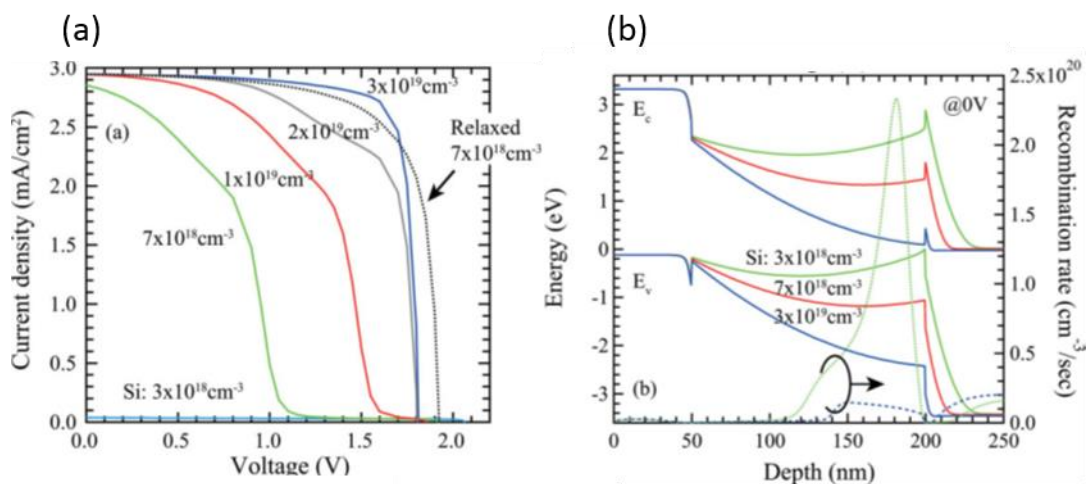 (a)
(b)
3.0
2.5
2.0
1.5
1.0
0.5
0.0
Current density (mA/cm²)
(a)
3x10¹⁹cm⁻³
2x10¹⁹cm⁻³
Relaxed
7x10¹⁸cm⁻³
1x10¹⁹cm⁻³
7x10¹⁸cm⁻³
Si: 3x10¹⁸cm⁻³
0.0
0.5
1.0
1.5
2.0
Voltage (V)
3
2
1
0
-1
-2
-3
Energy (eV)
E꜀
@0V
Eᵥ
Si: 3x10¹⁸cm⁻³
7x10¹⁸cm⁻³
3x10¹⁹cm⁻³
(b)
0
50
100
150
200
250
Depth (nm)
2.5x10²⁰
2.0
1.5
1.0
0.5
0.0
Recombination rate (cm⁻³/sec)